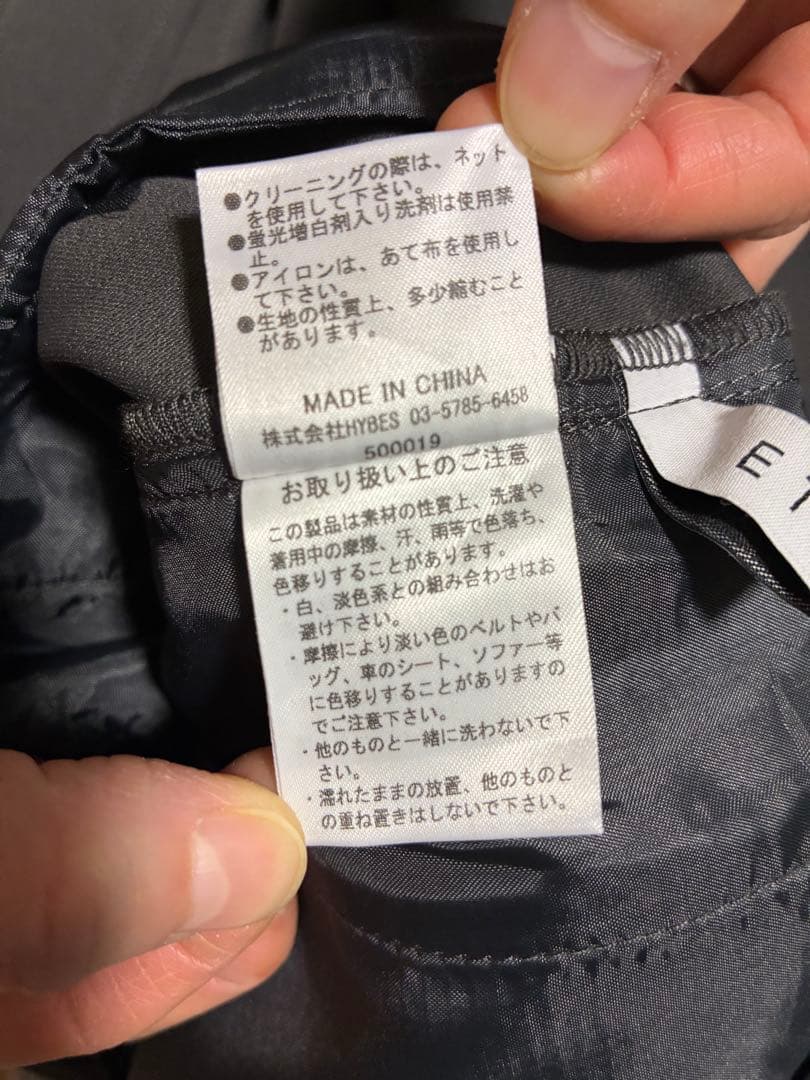 ●クリーニングの際は、ネット
を使用して下さい。
●蛍光増白剤入り洗剤は使用禁
止。
●アイロンは、あて布を使用し
て下さい。
●生地の性質上、多少縮むこと
があります。
MADE IN CHINA
株式会社HYBES 03-5785-6458
500019
お取り扱い上のご注意
この製品は素材の性質上、洗濯や
着用中の摩擦、汗、雨等で色落ち、
色移りすることがあります。
・白、淡色系との組み合わせはお
避け下さい。
・摩擦により淡い色のベルトやバ
ッグ、車のシート、ソファー等
に色移りすることがありますの
でご注意下さい。
・他のものと一緒に洗わないで下
さい。
・濡れたままの放置、他のものと
の重ね置きはしないで下さい。